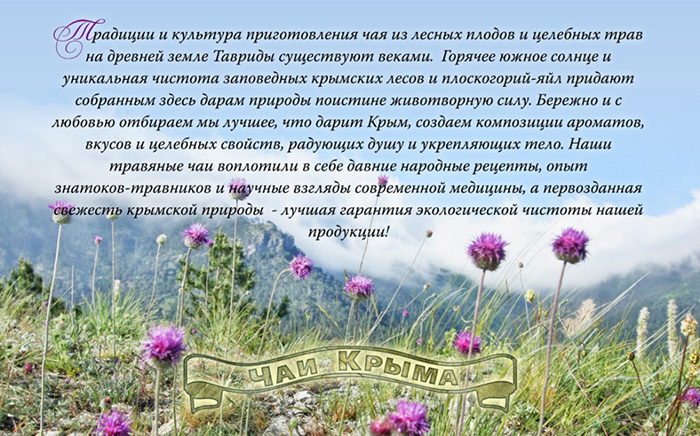 Традиции и культура приготовления чая из лесных плодов и целебных трав
на древней земле Тавриды существуют веками. Горячее южное солнце и
уникальная чистота заповедных крымских лесов и плоскогорий-яйл придают
собранным здесь дарам природы поистине животворную силу. Бережно и с
любовью отбираем мы лучшее, что дарит Крым, создаем композиции ароматов,
вкусов и целебных свойств, радующих душу и укрепляющих тело. Наши
травяные чаи воплотили в себе давние народные рецепты, опыт
знатоков-травников и научные взгляды современной медицины, а первозданная
свежесть крымской природы - лучшая гарантия экологической чистоты нашей
продукции!
Чаи Крыма